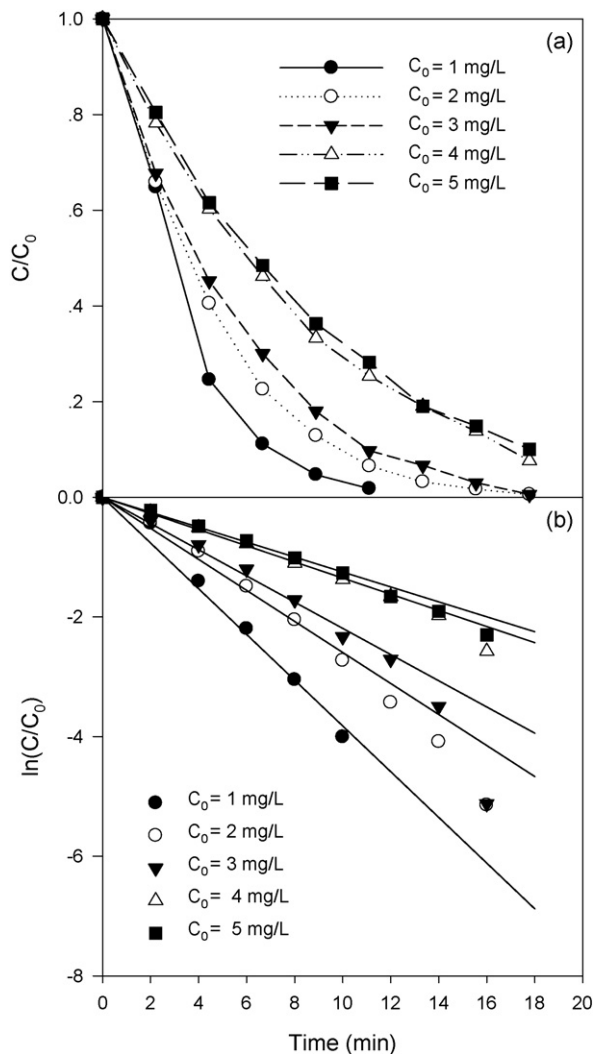 1.0
.8
.6
.4
.2
0.0
C/C₀
(a)
C₀= 1 mg/L
C₀= 2 mg/L
C₀= 3 mg/L
C₀= 4 mg/L
C₀= 5 mg/L
(b)
-2
-4
-6
-8
ln(C/C₀)
C₀= 1 mg/L
C₀= 2 mg/L
C₀= 3 mg/L
C₀= 4 mg/L
C₀= 5 mg/L
0 2 4 6 8 10 12 14 16 18 20
Time (min)